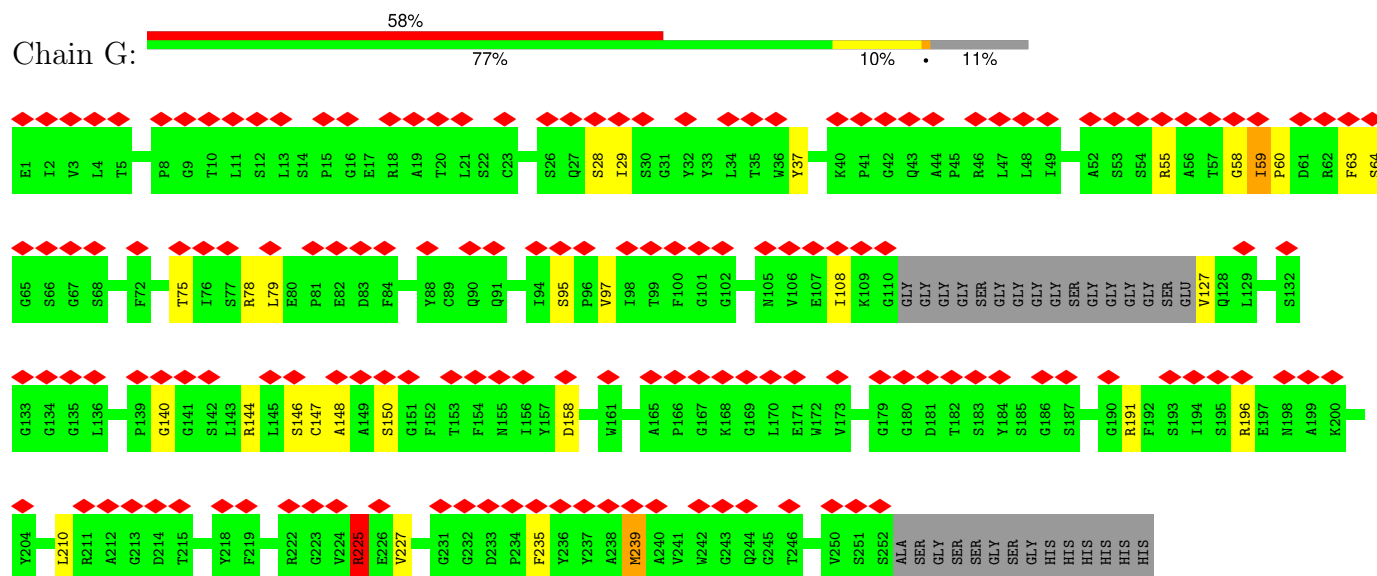 58%
Chain G:
77% 10% • 11%
E1 I2 V3 L4 T5 P8 G9 T10 L11 S12 L13 S14 P15 G16 E17 R18 A19 T20 L21 S22 C23 S26 Q27 S28 I29 S30 G31 Y32 Y33 L34 T35 W36 Y37 K40 P41 G42 Q43 A44 P45 R46 L47 L48 I49 A52 S53 S54 R55 A56 T57 G58 I59 P60 D61 R62 F63 S64
G65 S66 G67 S68 F72 T75 I76 S77 R78 L79 E80 P81 E82 D83 F84 Y88 C89 Q90 Q91 I94 S95 P96 V97 I98 T99 F100 G101 G102 N105 V106 E107 I108 K109 G110 GLY GLY GLY GLY SER GLY GLY GLY GLY SER GLY GLY GLY GLY SER GLU V127 Q128 L129 S132
G133 G134 G135 L136 P139 G140 G141 S142 L143 R144 L145 S146 C147 A148 A149 S150 G151 F152 T153 F154 N155 I156 Y157 D158 W161 A165 P166 G167 K168 G169 L170 E171 W172 V173 G179 G180 D181 T182 S183 Y184 S185 G186 S187 G190 R191 F192 S193 I194 S195 R196 E197 N198 A199 K200
Y204 L210 R211 A212 G213 D214 T215 Y218 F219 R222 G223 V224 R225 E226 V227 G231 G232 D233 P234 F235 Y236 Y237 A238 M239 A240 V241 W242 G243 Q244 G245 T246 V250 S251 S252 ALA SER GLY SER SER GLY SER GLY HIS HIS HIS HIS HIS HIS